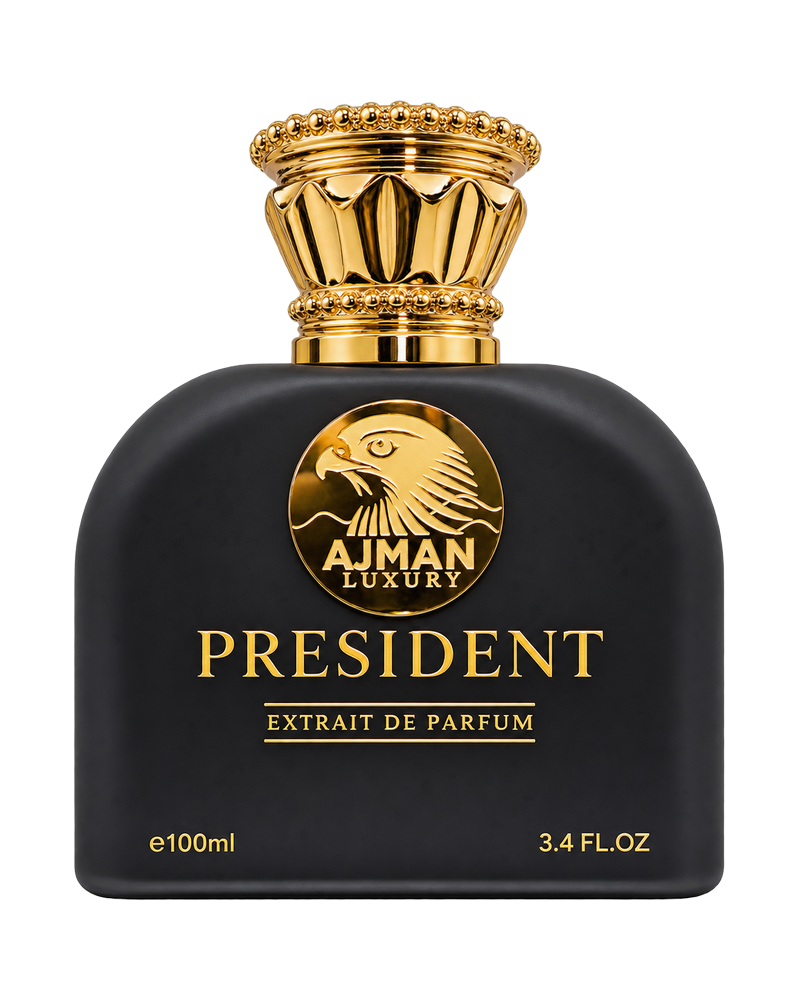 AJMAN
LUXURY
PRESIDENT
EXTRAIT DE PARFUM
e100ml
3.4 FL.OZ